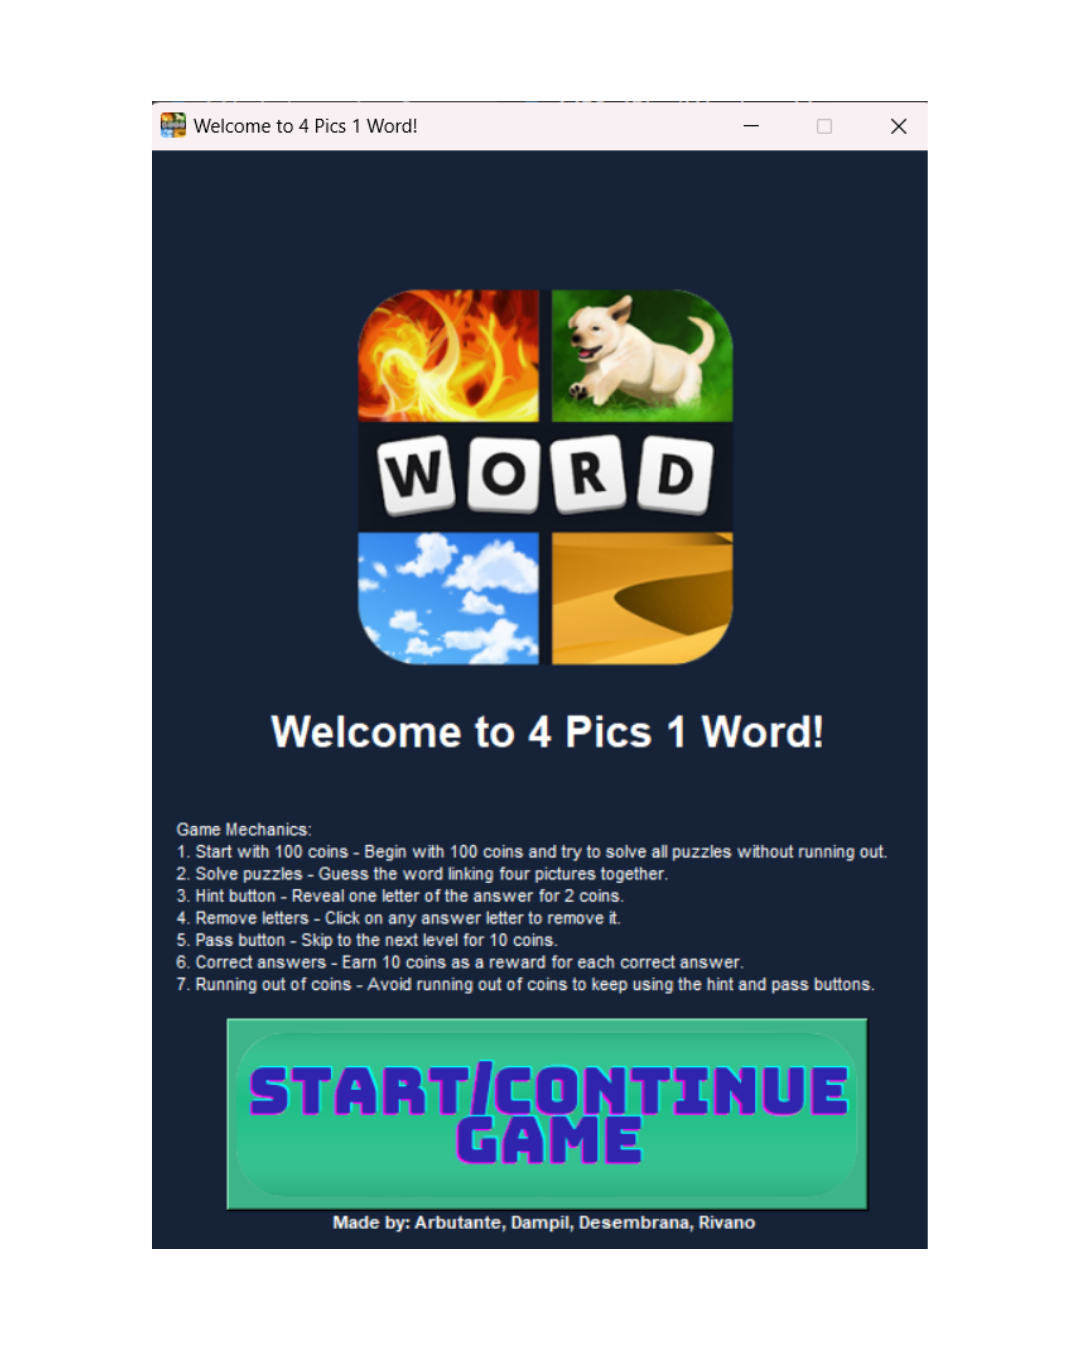 Welcome to 4 Pics 1 Word!
WORD
Welcome to 4 Pics 1 Word!
Game Mechanics:
1. Start with 100 coins - Begin with 100 coins and try to solve all puzzles without running out.
2. Solve puzzles - Guess the word linking four pictures together.
3. Hint button - Reveal one letter of the answer for 2 coins.
4. Remove letters - Click on any answer letter to remove it.
5. Pass button - Skip to the next level for 10 coins.
6. Correct answers - Earn 10 coins as a reward for each correct answer.
7. Running out of coins - Avoid running out of coins to keep using the hint and pass buttons.
START/CONTINUE
GAME
Made by: Arbutante, Dampil, Desembrana, Rivano